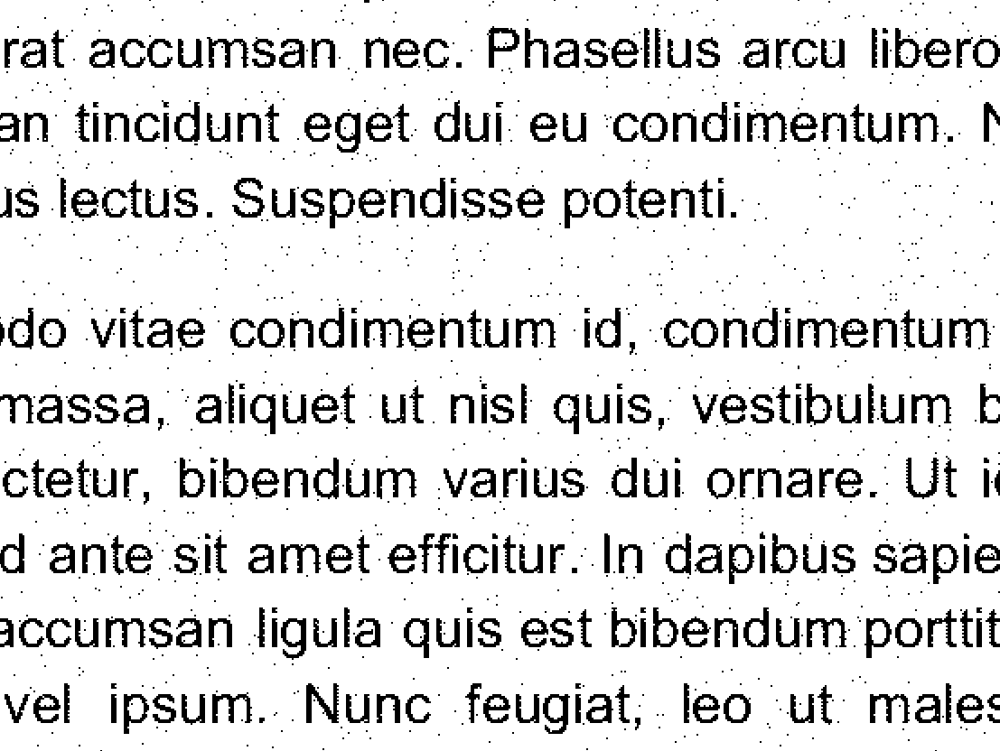 rat accumsan nec. Phasellus arcu libero
an tincidunt eget dui eu condimentum. N
us lectus. Suspendisse potenti.
odo vitae condimentum id, condimentum
massa, aliquet ut nisl quis, vestibulum b
ctetur, bibendum varius dui ornare. Ut id
d ante sit amet efficitur. In dapibus sapie
accumsan ligula quis est bibendum porttit
vel ipsum. Nunc feugiat, leo ut males